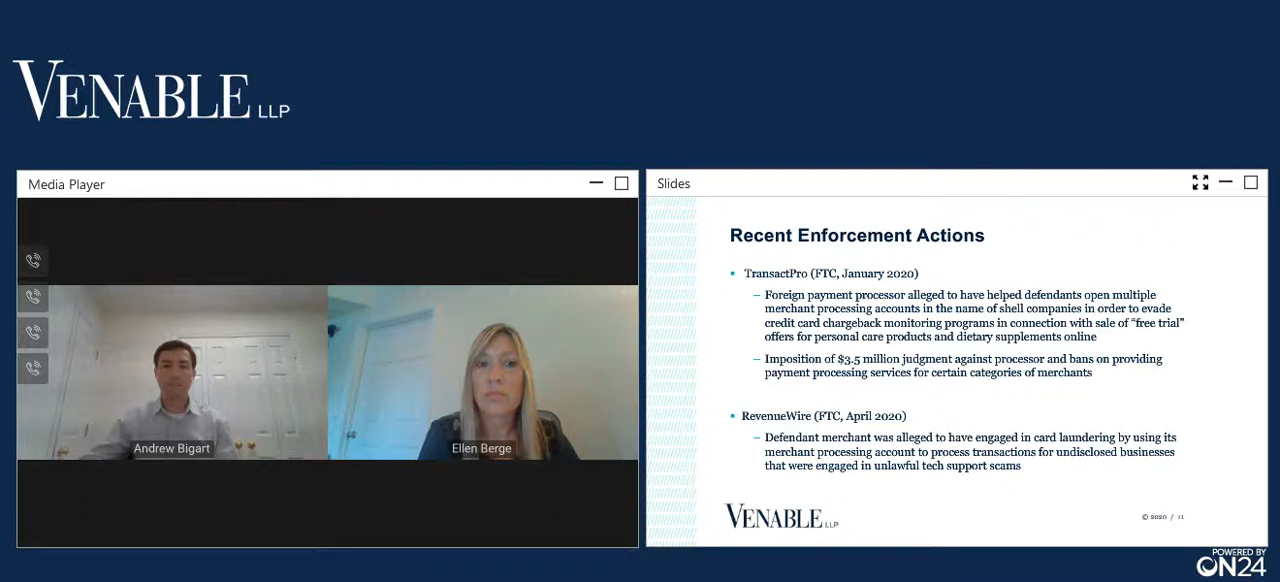 VENABLE LLP
Media Player
Andrew Bigart
Ellen Berge
Slides
Recent Enforcement Actions
▪ TransactPro (FTC, January 2020)
– Foreign payment processor alleged to have helped defendants open multiple
merchant processing accounts in the name of shell companies in order to evade
credit card chargeback monitoring programs in connection with sale of “free trial”
offers for personal care products and dietary supplements online
– Imposition of $3.5 million judgment against processor and bans on providing
payment processing services for certain categories of merchants
▪ RevenueWire (FTC, April 2020)
– Defendant merchant was alleged to have engaged in card laundering by using its
merchant processing account to process transactions for undisclosed businesses
that were engaged in unlawful tech support scams
VENABLE LLP
© 2020 / 11
POWERED BY
ON24